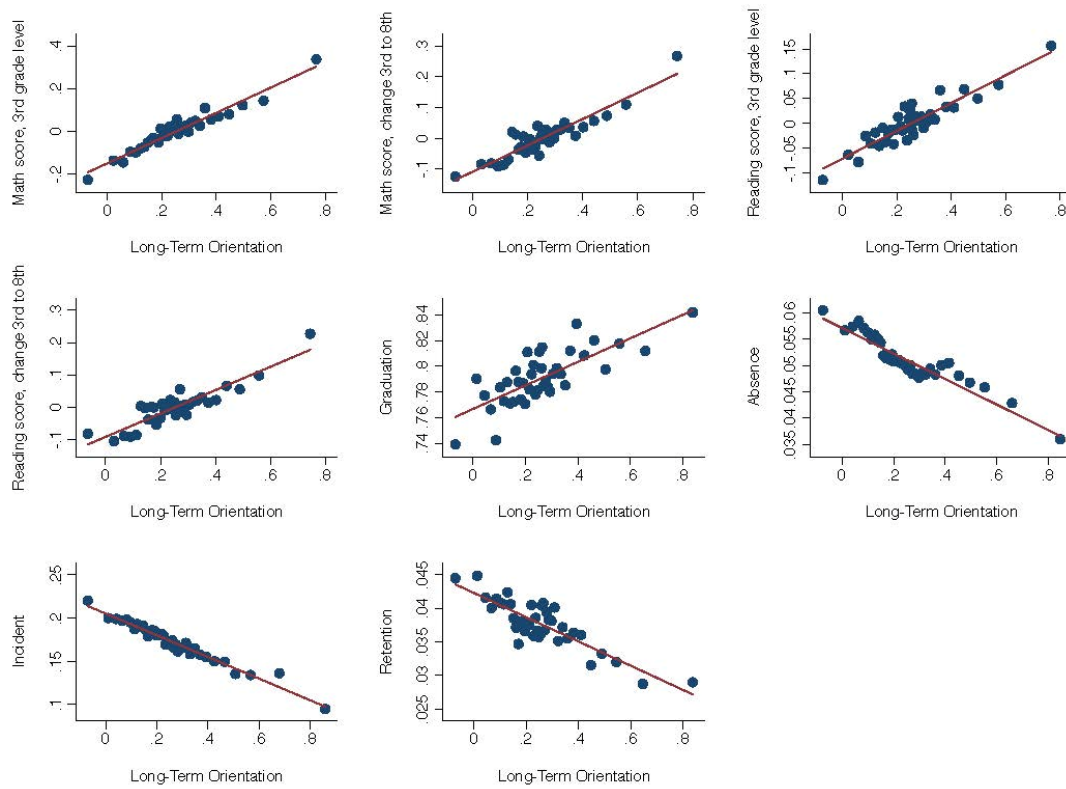 Math score, 3rd grade level
.4
.2
0
-.2
0 .2 .4 .6 .8
Long-Term Orientation
Math score, change 3rd to 8th
.3
.2
.1
0
-.1
0 .2 .4 .6 .8
Long-Term Orientation
Reading score, 3rd grade level
.15
.1
.05
0
-.05
-.1
0 .2 .4 .6 .8
Long-Term Orientation
Reading score, change 3rd to 8th
.3
.2
.1
0
-.1
0 .2 .4 .6 .8
Long-Term Orientation
Graduation
.84
.82
.8
.78
.76
.74
0 .2 .4 .6 .8
Long-Term Orientation
Absence
.06
.055
.05
.045
.04
.035
0 .2 .4 .6 .8
Long-Term Orientation
Incident
.25
.2
.15
.1
0 .2 .4 .6 .8
Long-Term Orientation
Retention
.045
.04
.035
.03
.025
0 .2 .4 .6 .8
Long-Term Orientation